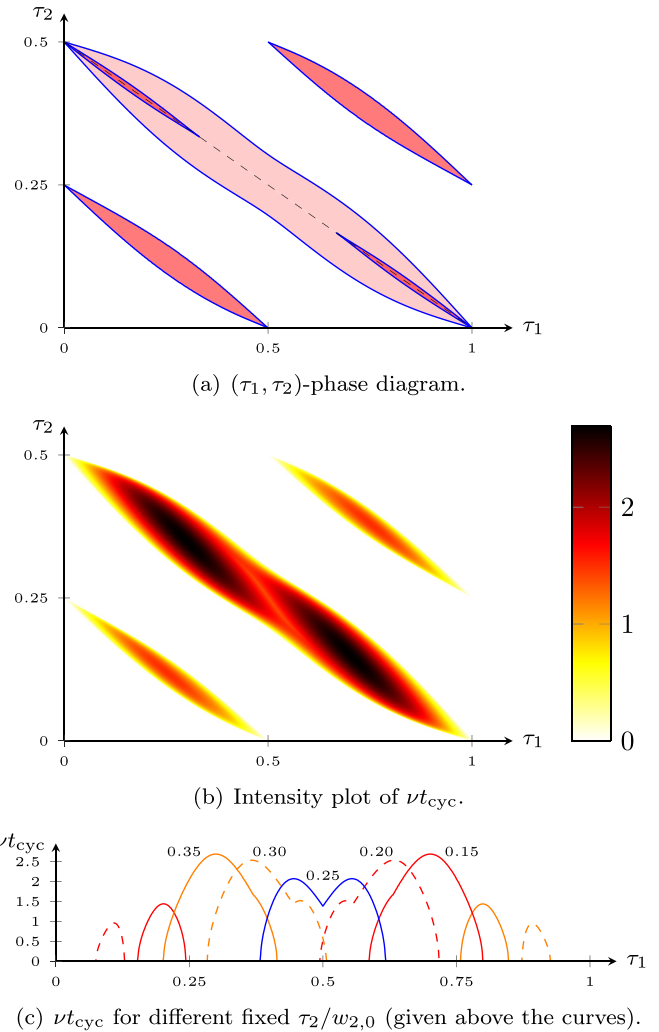 τ₂
0.5
0.25
0
0 0.5 1
τ₁
(a) (τ₁, τ₂)-phase diagram.
τ₂
0.5
0.25
0
0 0.5 1
τ₁
2
1
0
(b) Intensity plot of νt_cyc.
νt_cyc
2.5
2
1.5
1
0.5
0
0.35 0.30 0.25 0.20 0.15
0 0.25 0.5 0.75 1
τ₁
(c) νt_cyc for different fixed τ₂/w₂,₀ (given above the curves).